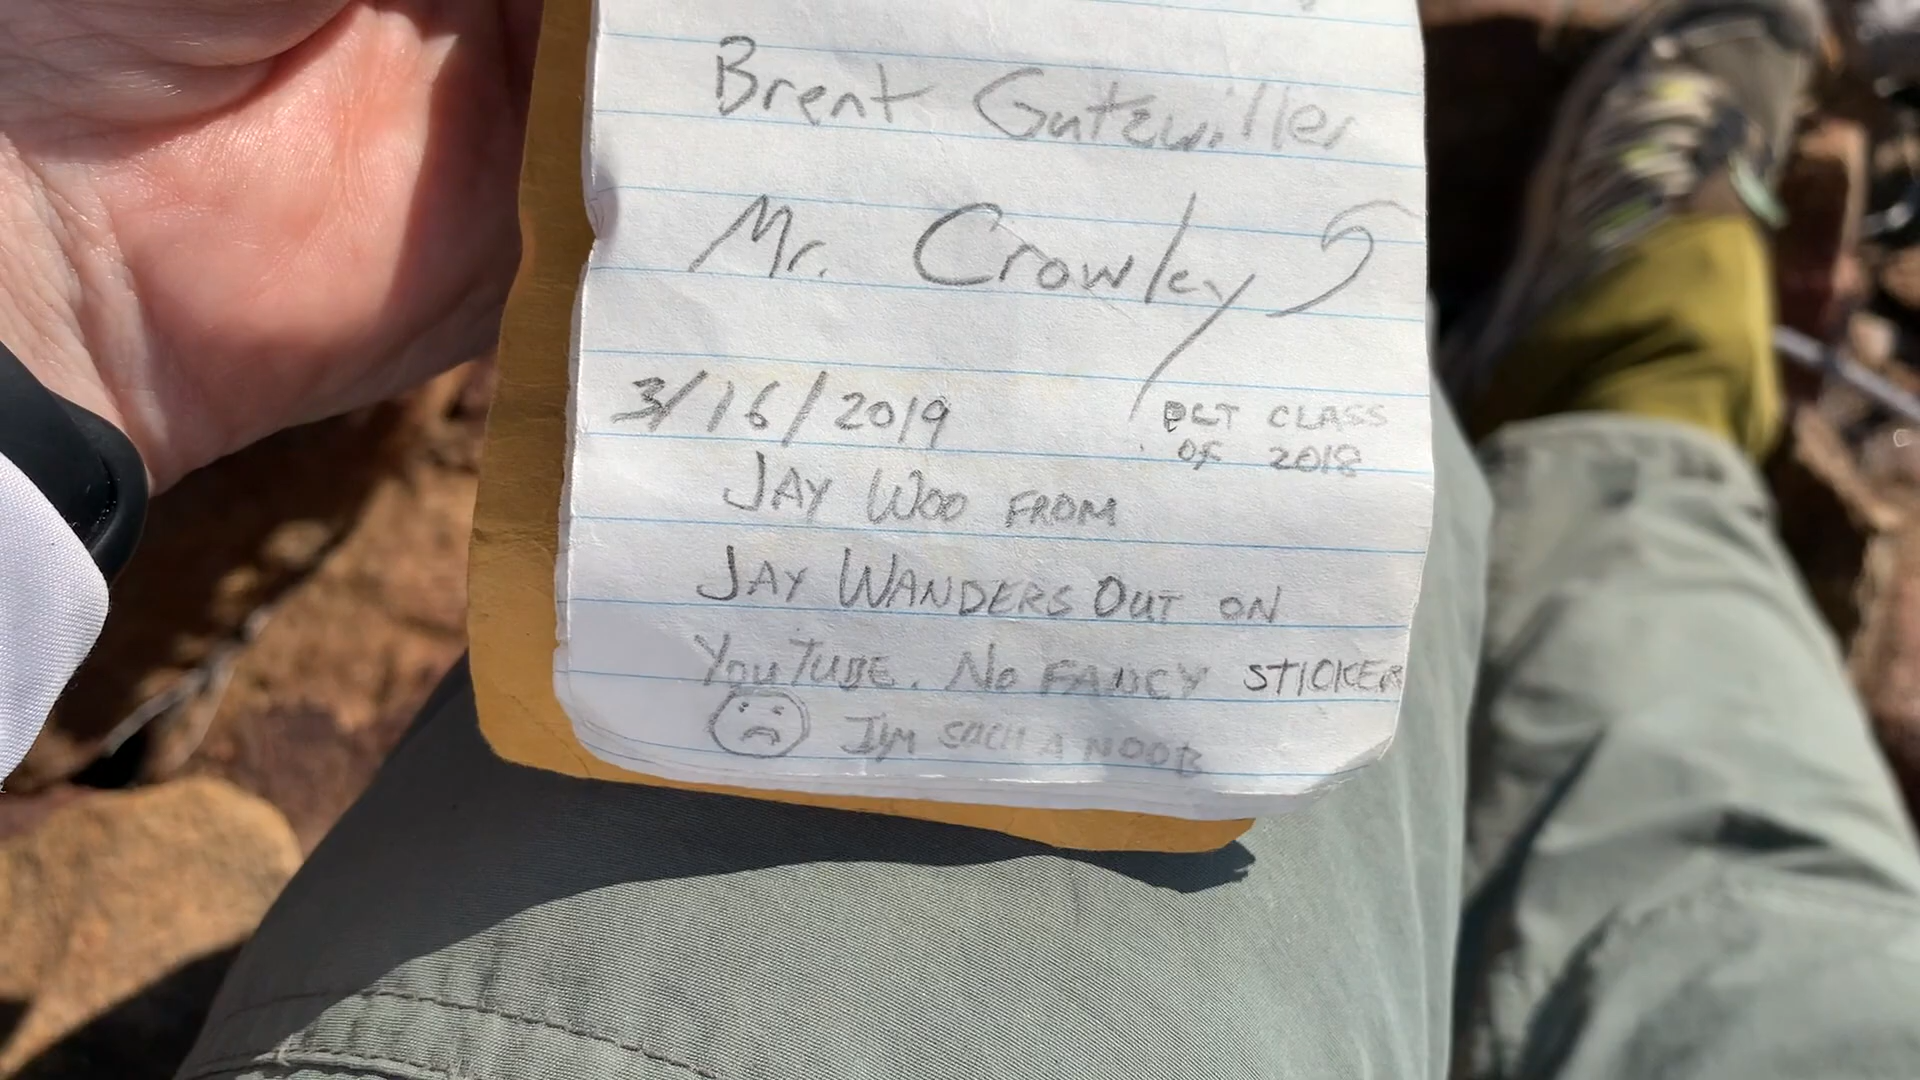 Brent Gutzwiller
Mr. Crowley
3/16/2019
PCT CLASS
OF 2018
JAY WOO FROM
JAY WANDERS OUT ON
YOUTUBE. NO FANCY STICKER
I'M SUCH A NOOB